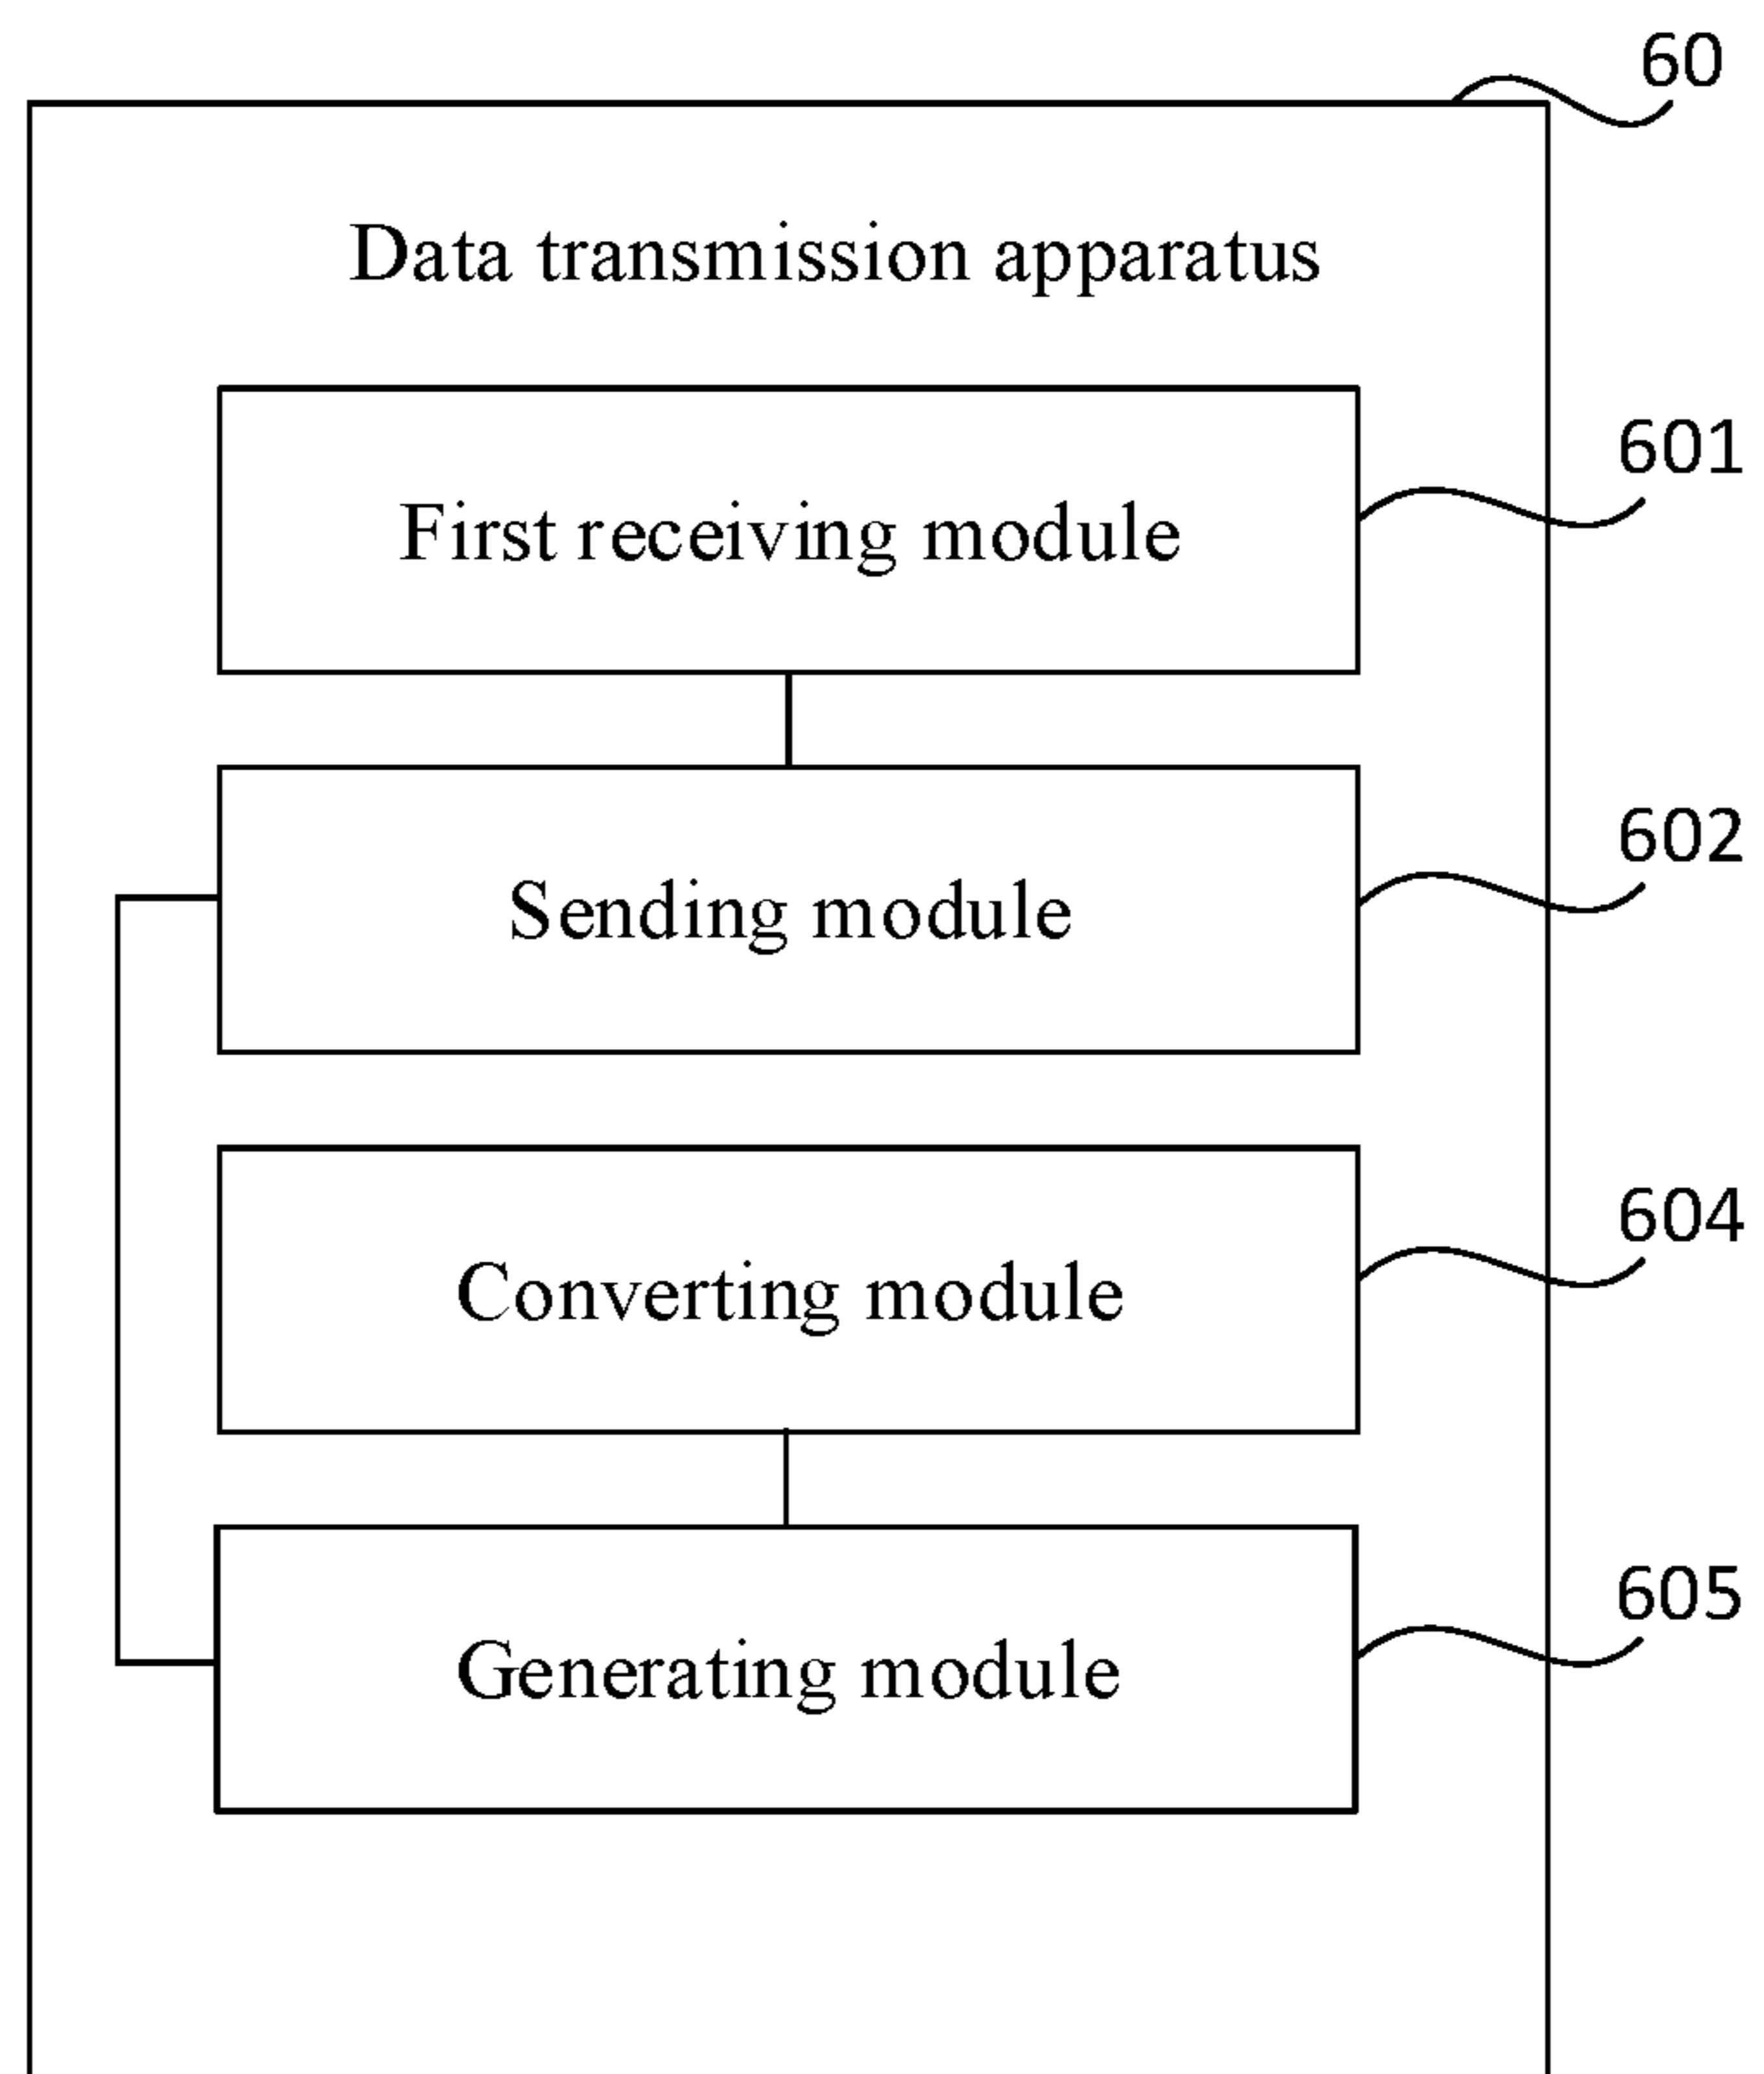 60
Data transmission apparatus
601
First receiving module
602
Sending module
604
Converting module
605
Generating module